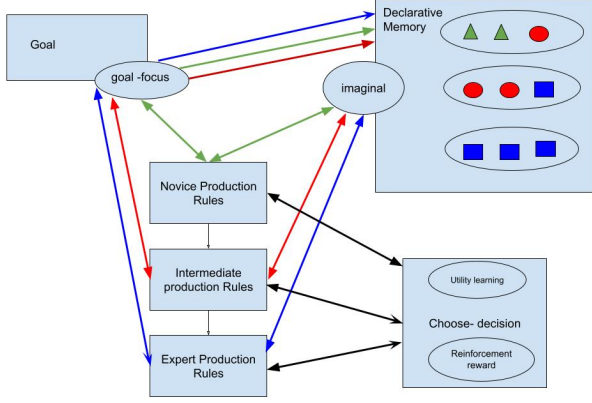 Goal
goal -focus
Declarative
Memory
imaginal
Novice Production
Rules
Intermediate
production Rules
Expert Production
Rules
Utility learning
Choose- decision
Reinforcement
reward